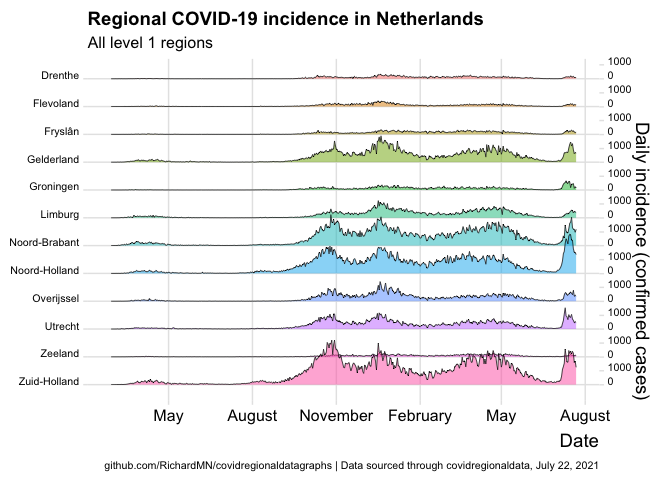 Regional COVID-19 incidence in Netherlands
All level 1 regions
Drenthe
Flevoland
Fryslân
Gelderland
Groningen
Limburg
Noord-Brabant
Noord-Holland
Overijssel
Utrecht
Zeeland
Zuid-Holland
1000
0
1000
0
1000
0
1000
0
1000
0
1000
0
1000
0
1000
0
1000
0
1000
0
1000
0
1000
0
Daily incidence (confirmed cases)
May August November February May August
Date
github.com/RichardMN/covidregionaldatagraphs | Data sourced through covidregionaldata, July 22, 2021